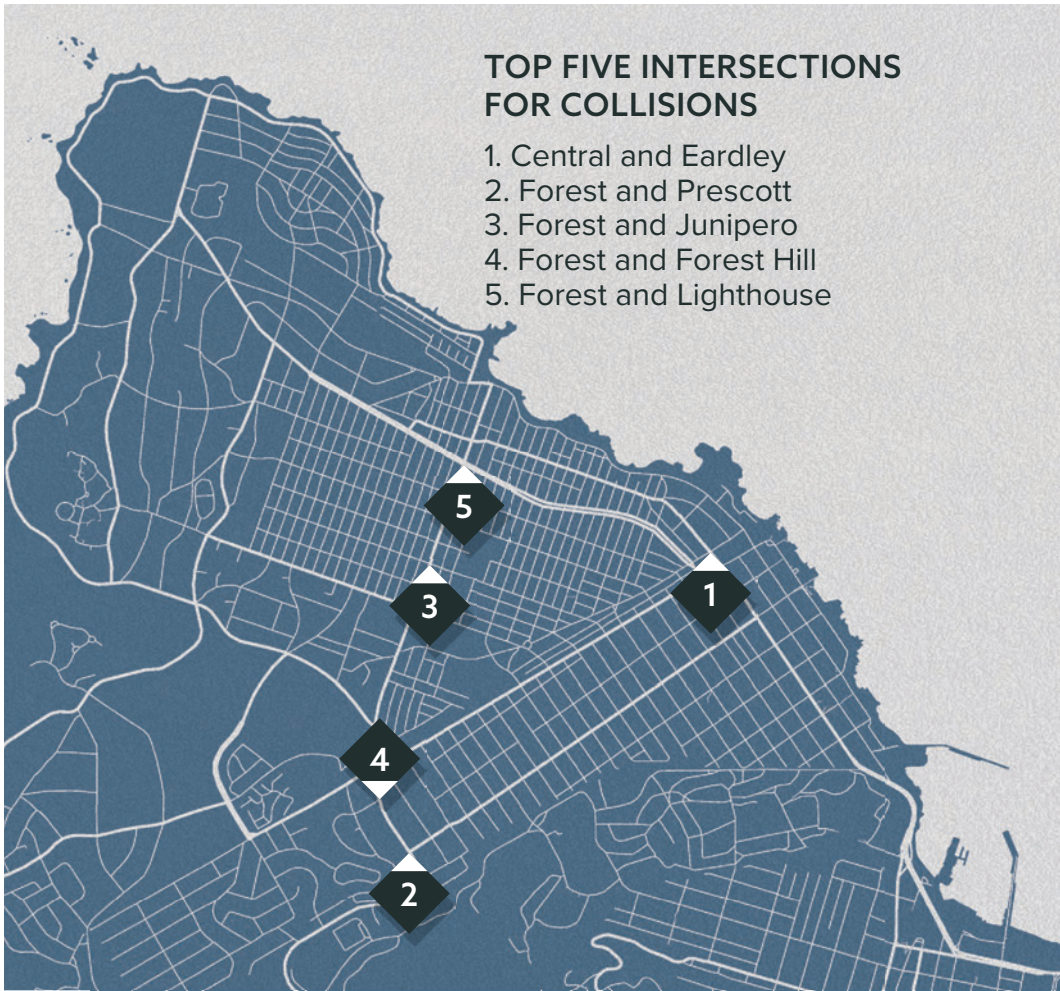 TOP FIVE INTERSECTIONS
FOR COLLISIONS
1. Central and Eardley
2. Forest and Prescott
3. Forest and Junipero
4. Forest and Forest Hill
5. Forest and Lighthouse
5
1
3
4
2